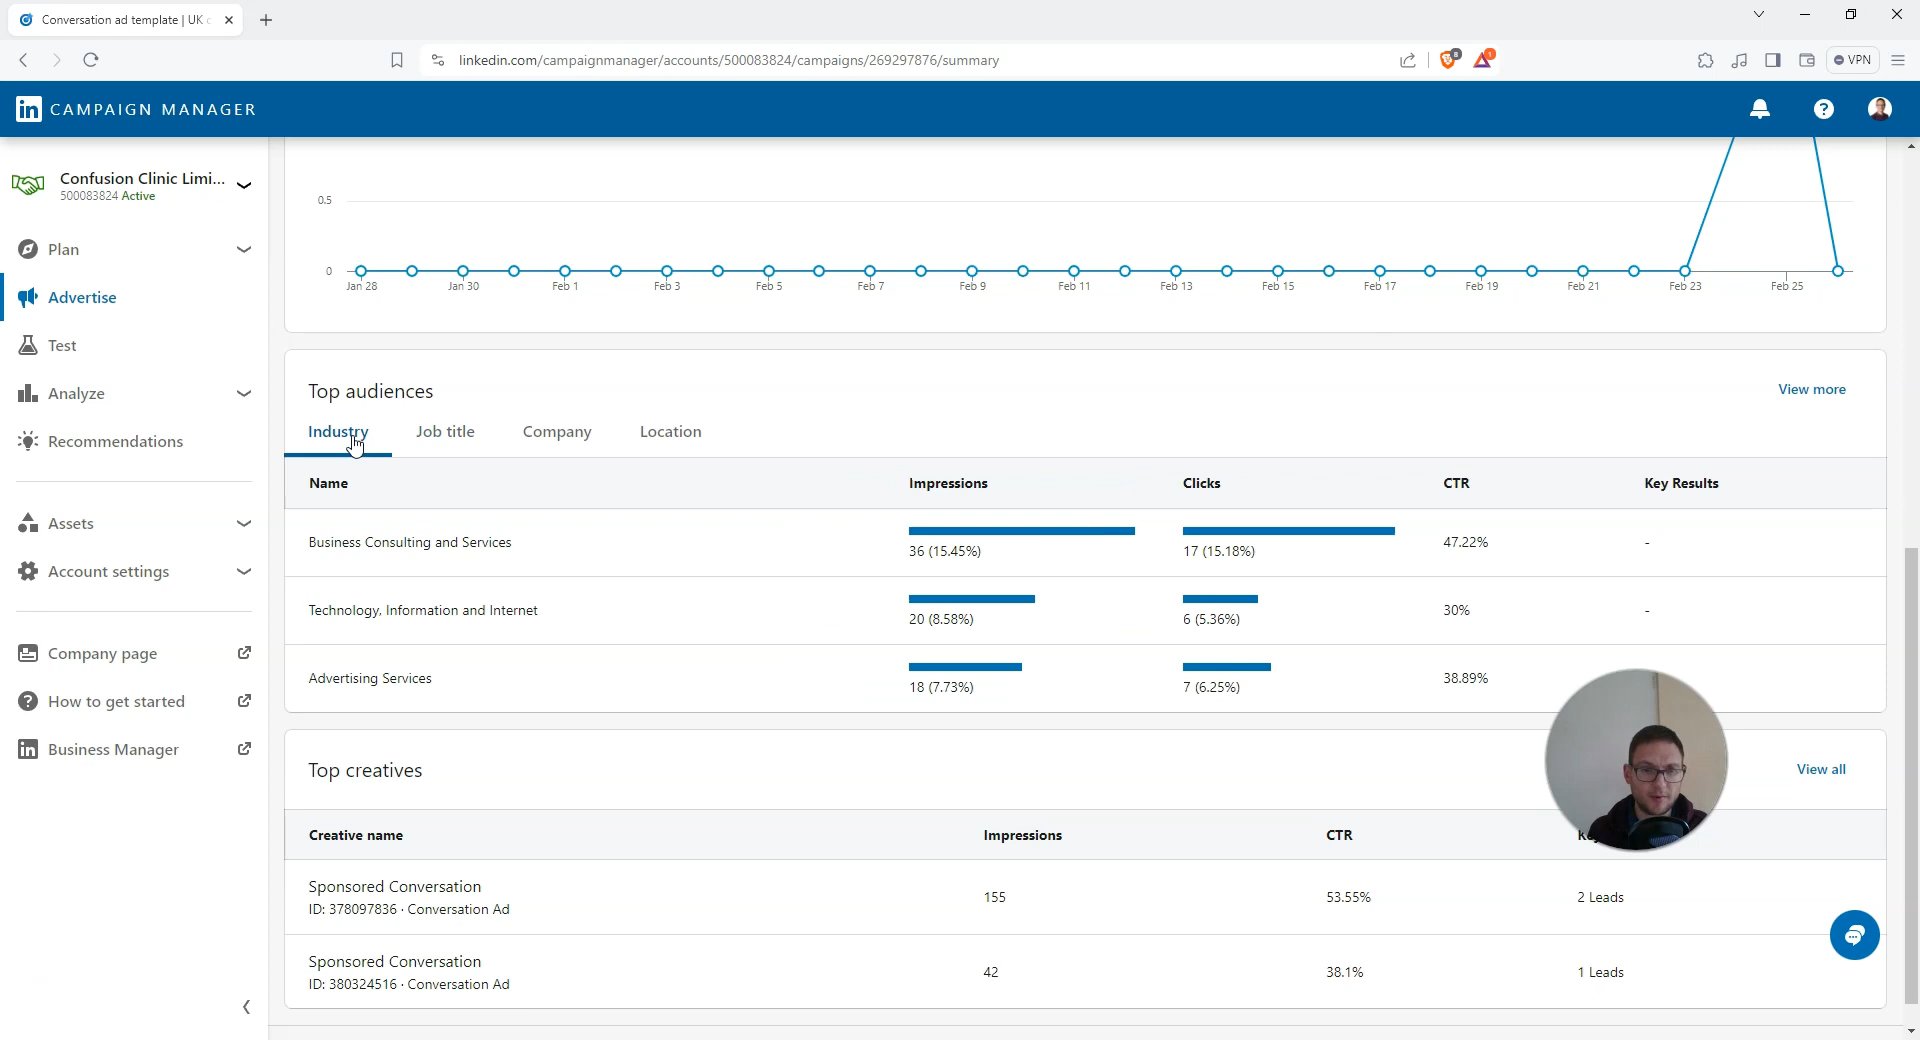 Conversation ad template | UK
linkedin.com/campaignmanager/accounts/500083824/campaigns/269297876/summary
8
1
VPN
in CAMPAIGN MANAGER
Confusion Clinic Limi...
500083824 Active
Plan
Advertise
Test
Analyze
Recommendations
Assets
Account settings
Company page
How to get started
Business Manager
0.5
0
Jan 28
Jan 30
Feb 1
Feb 3
Feb 5
Feb 7
Feb 9
Feb 11
Feb 13
Feb 15
Feb 17
Feb 19
Feb 21
Feb 23
Feb 25
Top audiences
View more
Industry
Job title
Company
Location
Name Impressions Clicks CTR Key Results
Business Consulting and Services 36 (15.45%) 17 (15.18%) 47.22% -
Technology, Information and Internet 20 (8.58%) 6 (5.36%) 30% -
Advertising Services 18 (7.73%) 7 (6.25%) 38.89%
Top creatives
View all
Creative name Impressions CTR
Sponsored Conversation 155 53.55% 2 Leads
ID: 378097836 · Conversation Ad
Sponsored Conversation 42 38.1% 1 Leads
ID: 380324516 · Conversation Ad